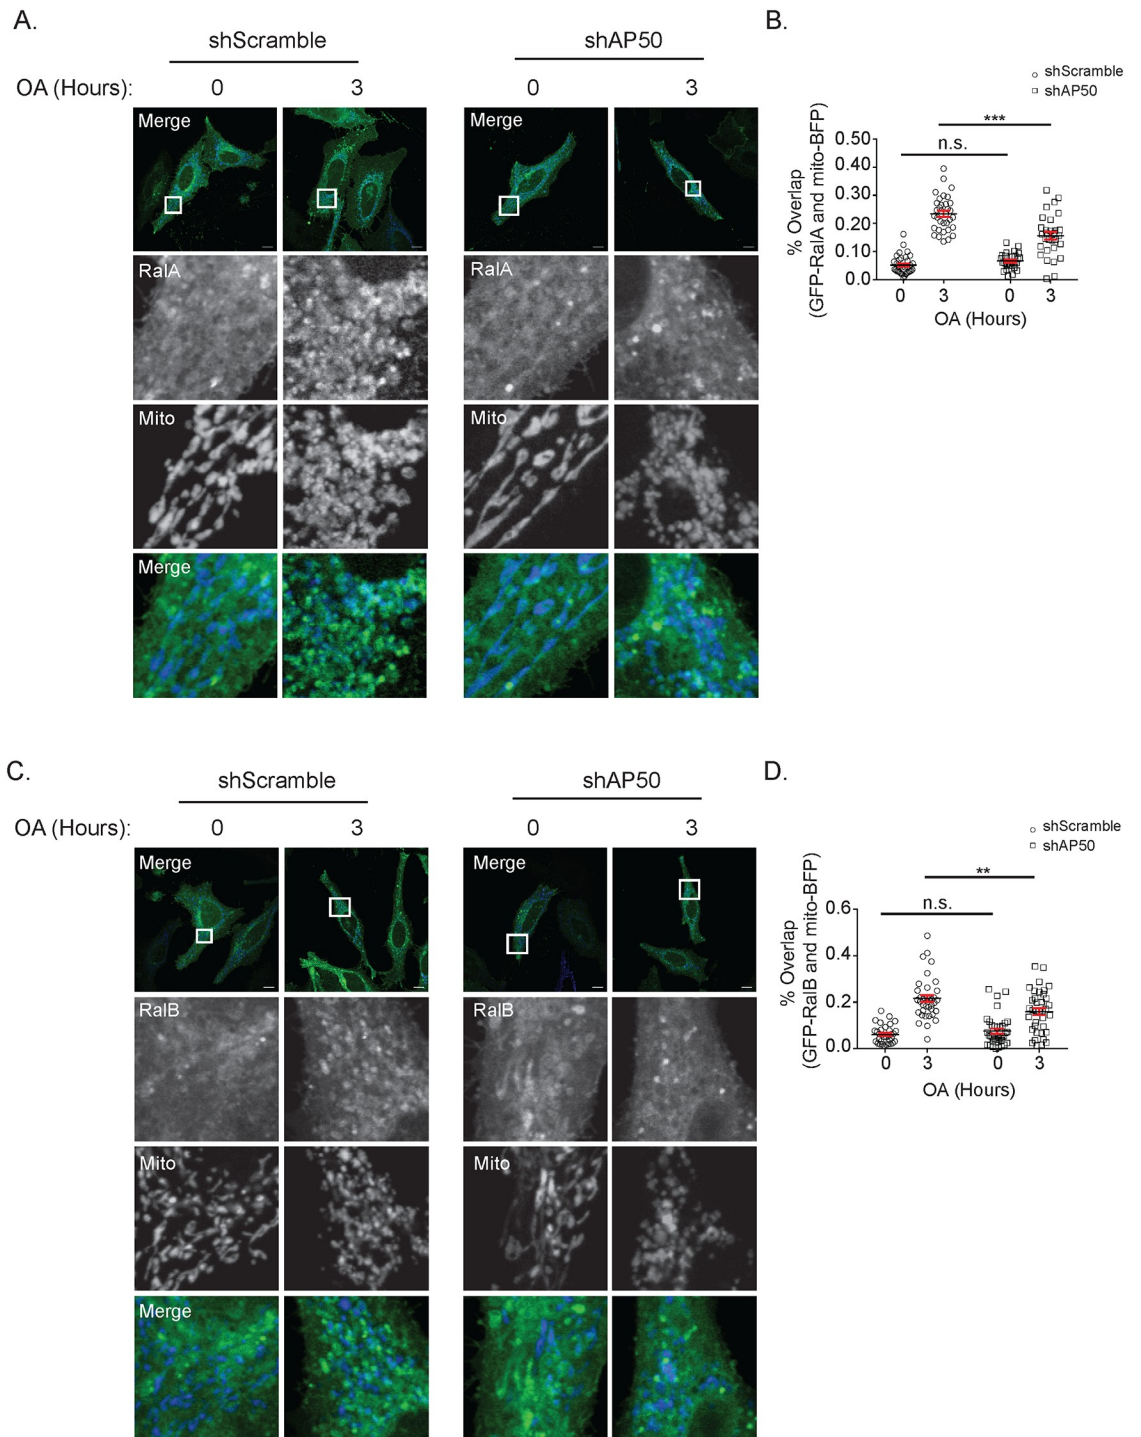 A.
shScramble
shAP50
OA (Hours):
0
3
0
3
Merge
Merge
RalA
RalA
Mito
Mito
Merge
Merge
B.
shScramble
shAP50
***
n.s.
% Overlap
(GFP-RalA and mito-BFP)
0.50
0.40
0.30
0.20
0.10
0.0
0
3
0
3
OA (Hours)
C.
shScramble
shAP50
OA (Hours):
0
3
0
3
Merge
Merge
RalB
RalB
Mito
Mito
Merge
D.
shScramble
shAP50
**
n.s.
% Overlap
(GFP-RalB and mito-BFP)
0.6
0.4
0.2
0.0
0
3
0
3
OA (Hours)